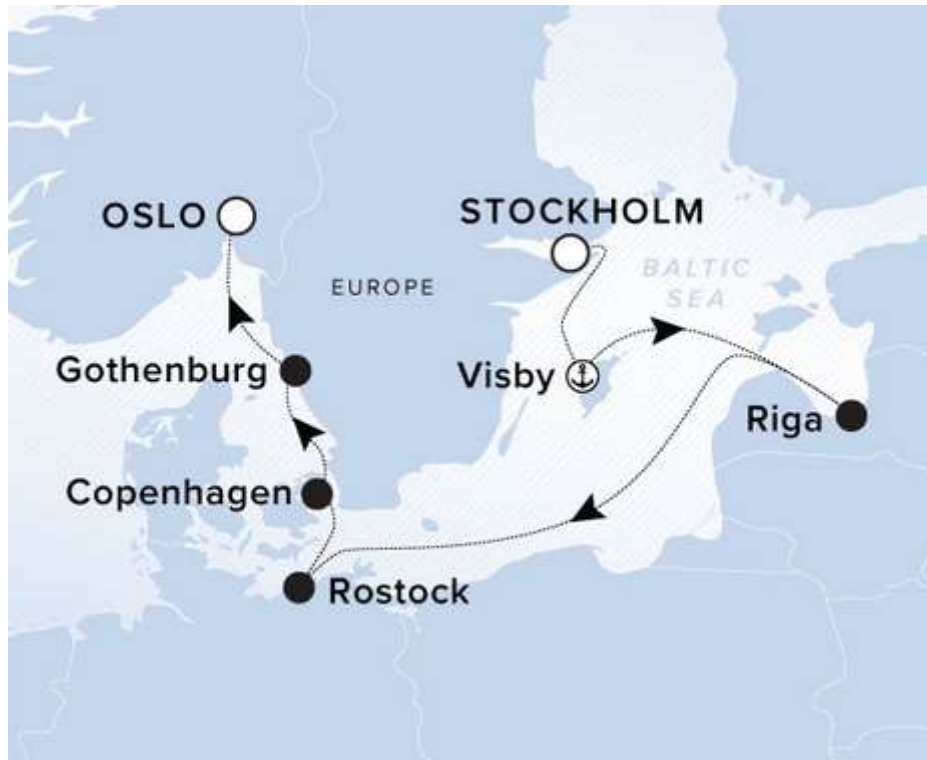 OSLO
STOCKHOLM
EUROPE
BALTIC
SEA
Gothenburg
Visby
Riga
Copenhagen
Rostock